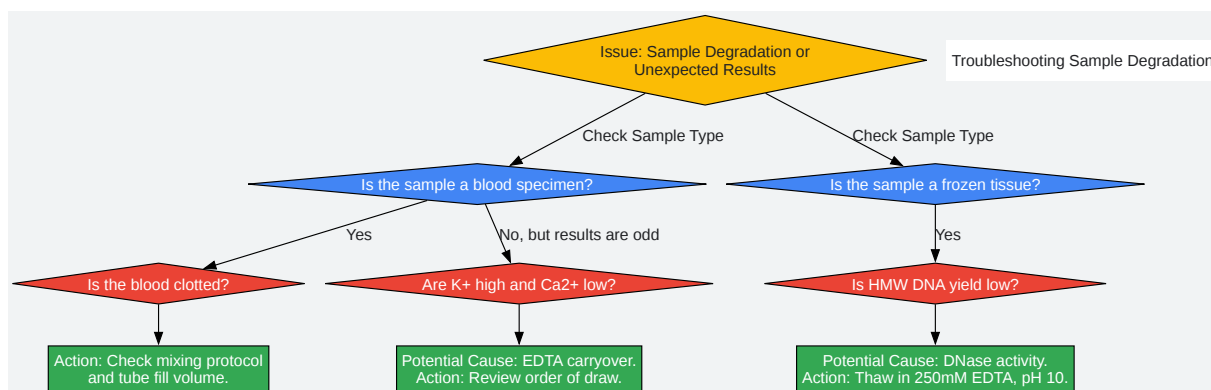 Issue: Sample Degradation or
Unexpected Results
Troubleshooting Sample Degradation
Check Sample Type
Check Sample Type
Is the sample a blood specimen?
Is the sample a frozen tissue?
Yes
No, but results are odd
Yes
Is the blood clotted?
Are K+ high and Ca2+ low?
Is HMW DNA yield low?
Action: Check mixing protocol
and tube fill volume.
Potential Cause: EDTA carryover.
Action: Review order of draw.
Potential Cause: DNase activity.
Action: Thaw in 250mM EDTA, pH 10.